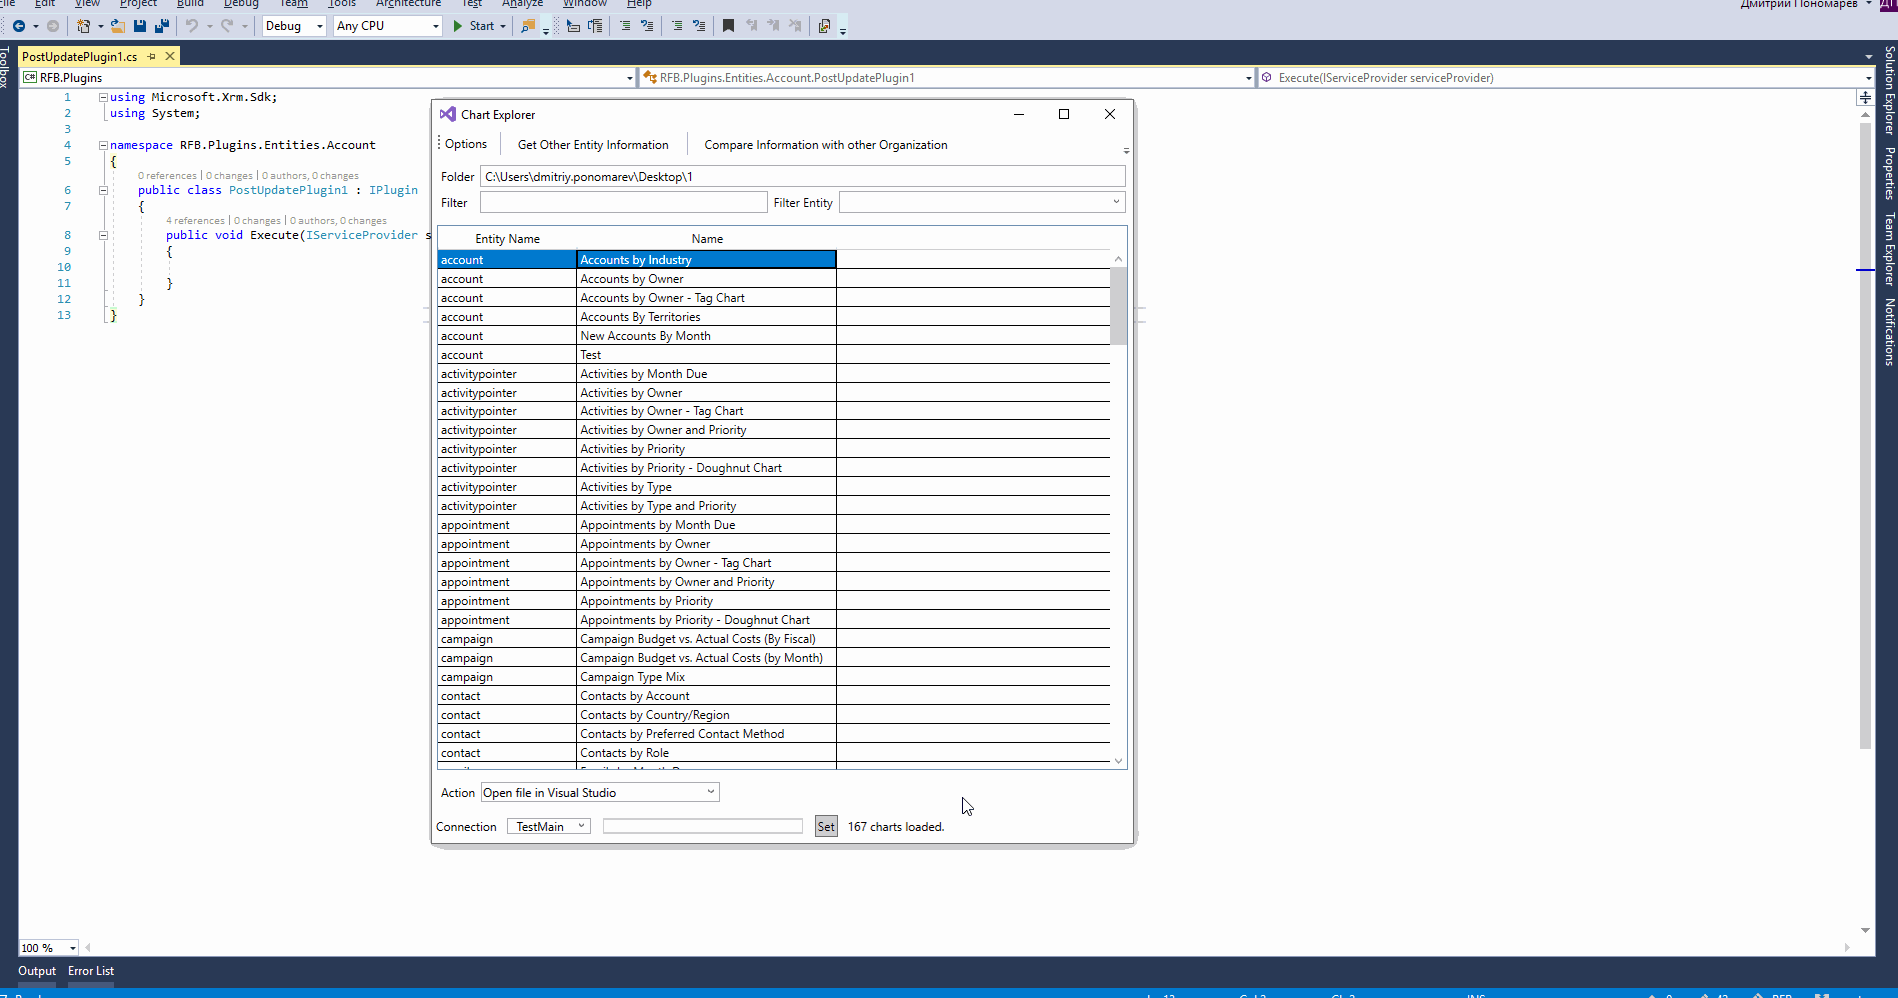 File Edit View Project Build Debug Team Tools Architecture Test Analyze Window Help Дмитрий Пономарев
Debug Any CPU Start
PostUpdatePlugin1.cs
RFB.Plugins RFB.Plugins.Entities.Account.PostUpdatePlugin1 Execute(IServiceProvider serviceProvider)
Toolbox
Solution Explorer
Properties
Team Explorer
Notifications
1 using Microsoft.Xrm.Sdk;
2 using System;
3
4 namespace RFB.Plugins.Entities.Account
5 {
0 references | 0 changes | 0 authors, 0 changes
6 public class PostUpdatePlugin1 : IPlugin
7 {
4 references | 0 changes | 0 authors, 0 changes
8 public void Execute(IServiceProvider s
9 {
10
11 }
12 }
13 }
Chart Explorer
Options Get Other Entity Information Compare Information with other Organization
Folder C:\Users\dmitriy.ponomarev\Desktop\1
Filter Filter Entity
Entity Name Name
account Accounts by Industry
account Accounts by Owner
account Accounts by Owner - Tag Chart
account Accounts By Territories
account New Accounts By Month
account Test
activitypointer Activities by Month Due
activitypointer Activities by Owner
activitypointer Activities by Owner - Tag Chart
activitypointer Activities by Owner and Priority
activitypointer Activities by Priority
activitypointer Activities by Priority - Doughnut Chart
activitypointer Activities by Type
activitypointer Activities by Type and Priority
appointment Appointments by Month Due
appointment Appointments by Owner
appointment Appointments by Owner - Tag Chart
appointment Appointments by Owner and Priority
appointment Appointments by Priority
appointment Appointments by Priority - Doughnut Chart
campaign Campaign Budget vs. Actual Costs (By Fiscal)
campaign Campaign Budget vs. Actual Costs (by Month)
campaign Campaign Type Mix
contact Contacts by Account
contact Contacts by Country/Region
contact Contacts by Preferred Contact Method
contact Contacts by Role
Action Open file in Visual Studio
Connection TestMain Set 167 charts loaded.
100 %
Output Error List